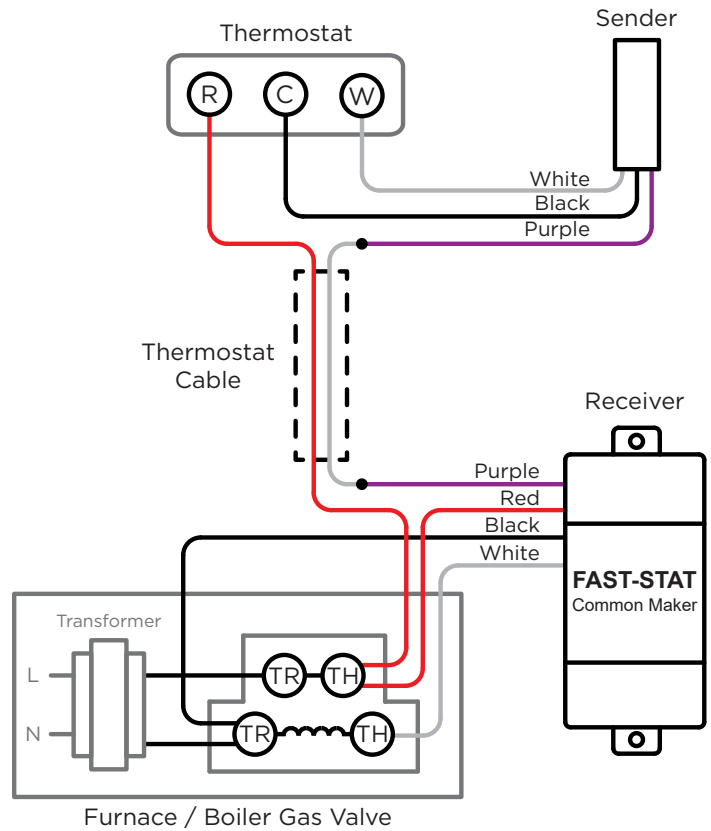 Sender
Thermostat
R
C
W
White
Black
Purple
Thermostat
Cable
Receiver
Purple
Red
Black
White
FAST-STAT
Common Maker
Transformer
L
TR
TH
N
TR
TH
Furnace / Boiler Gas Valve